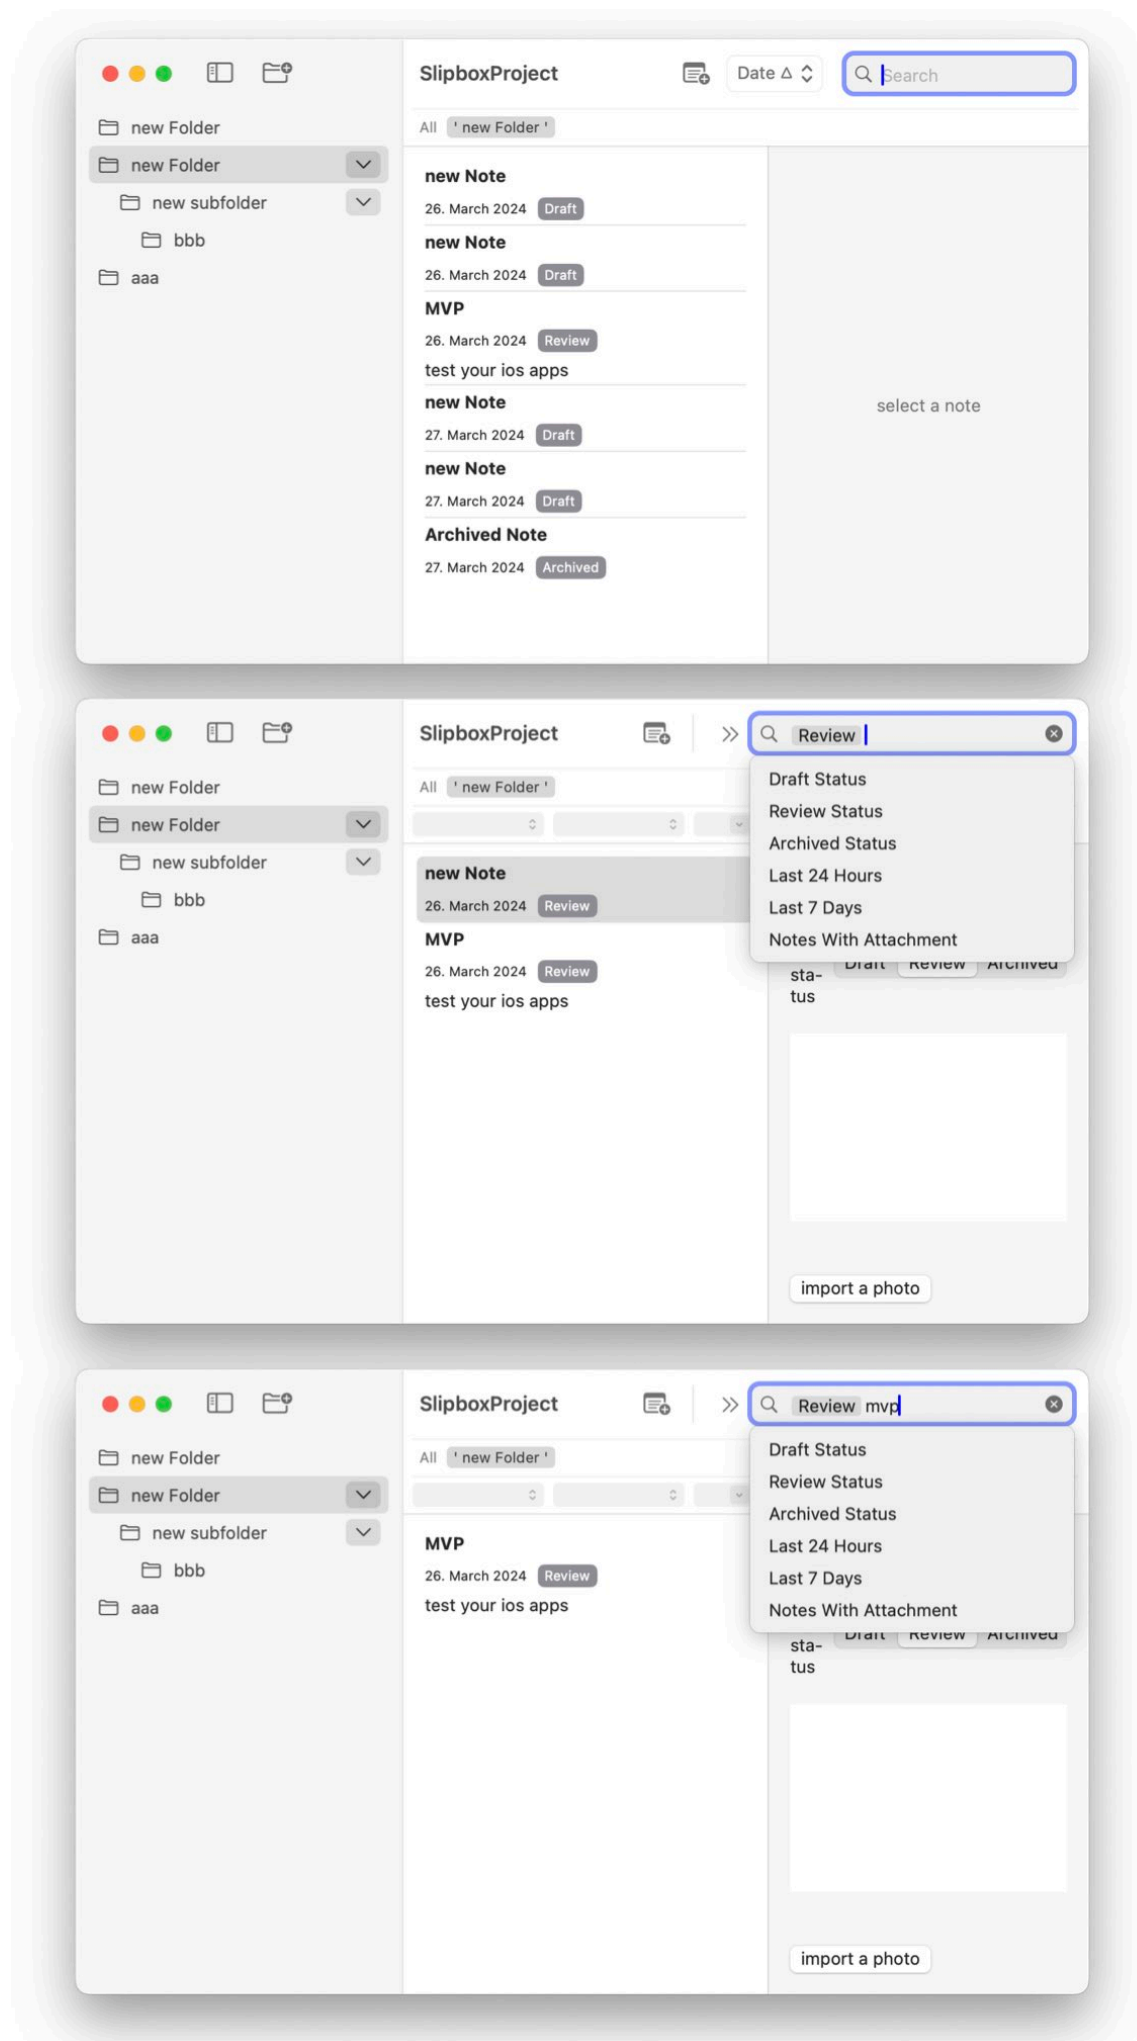 SlipboxProject
Date △
Search
new Folder
new Folder
new subfolder
bbb
aaa
All ' new Folder '
new Note
26. March 2024 Draft
new Note
26. March 2024 Draft
MVP
26. March 2024 Review
test your ios apps
new Note
27. March 2024 Draft
new Note
27. March 2024 Draft
Archived Note
27. March 2024 Archived
select a note
SlipboxProject
Review
new Folder
new Folder
new subfolder
bbb
aaa
All ' new Folder '
new Note
26. March 2024 Review
MVP
26. March 2024 Review
test your ios apps
Draft Status
Review Status
Archived Status
Last 24 Hours
Last 7 Days
Notes With Attachment
sta-
tus
Draft Review Archived
import a photo
SlipboxProject
Review mvp
new Folder
new Folder
new subfolder
bbb
aaa
All ' new Folder '
MVP
26. March 2024 Review
test your ios apps
Draft Status
Review Status
Archived Status
Last 24 Hours
Last 7 Days
Notes With Attachment
sta-
tus
Draft Review Archived
import a photo